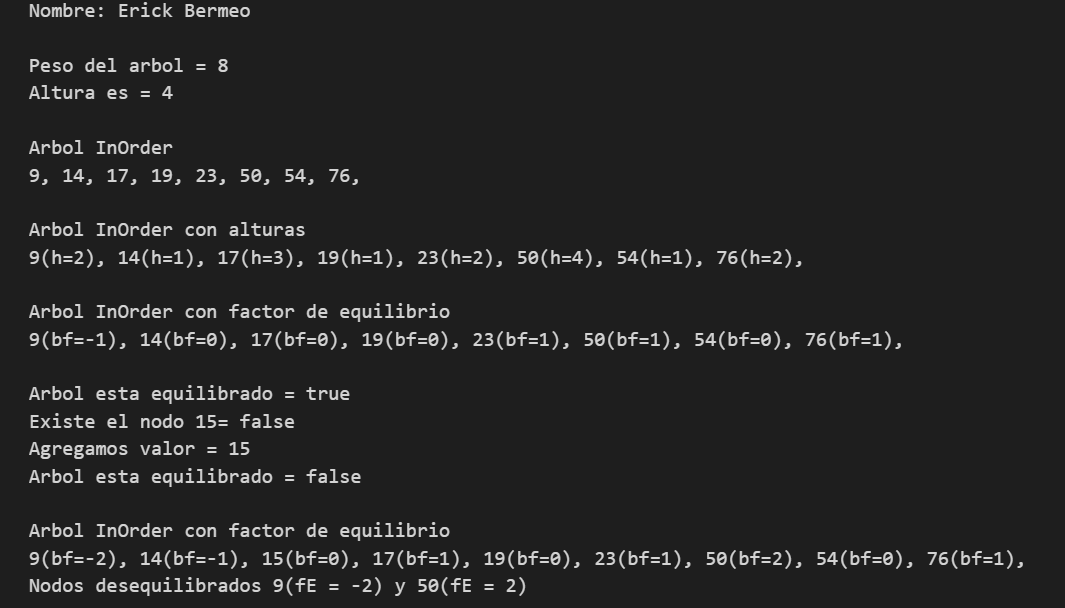 Nombre: Erick Bermeo
Peso del arbol = 8
Altura es = 4
Arbol InOrder
9, 14, 17, 19, 23, 50, 54, 76,
Arbol InOrder con alturas
9(h=2), 14(h=1), 17(h=3), 19(h=1), 23(h=2), 50(h=4), 54(h=1), 76(h=2),
Arbol InOrder con factor de equilibrio
9(bf=-1), 14(bf=0), 17(bf=0), 19(bf=0), 23(bf=1), 50(bf=1), 54(bf=0), 76(bf=1),
Arbol esta equilibrado = true
Existe el nodo 15= false
Agregamos valor = 15
Arbol esta equilibrado = false
Arbol InOrder con factor de equilibrio
9(bf=-2), 14(bf=-1), 15(bf=0), 17(bf=1), 19(bf=0), 23(bf=1), 50(bf=2), 54(bf=0), 76(bf=1),
Nodos desequilibrados 9(fE = -2) y 50(fE = 2)